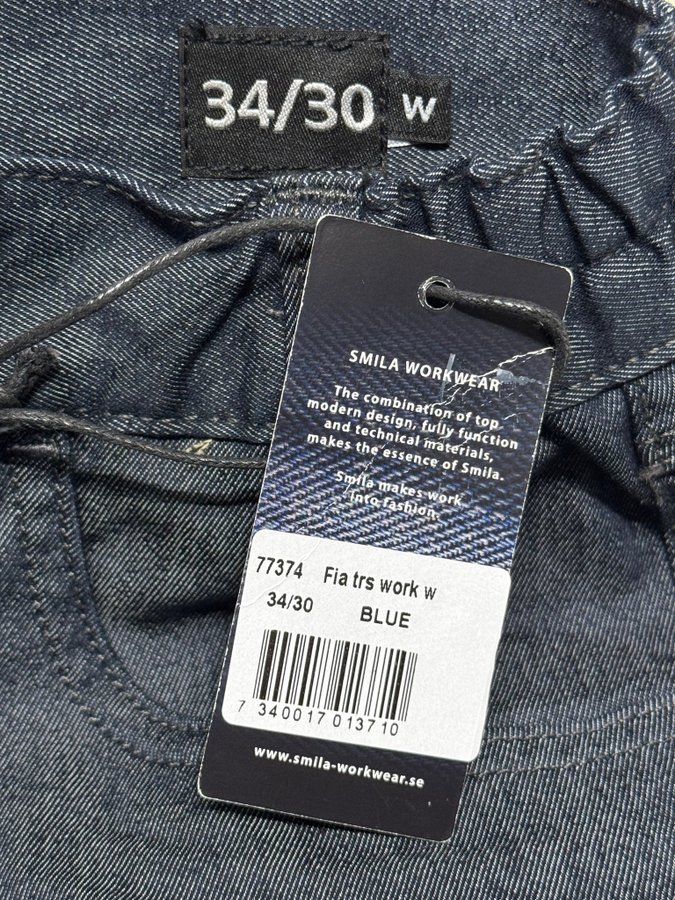 34/30 W
SMILA WORKWEAR
The combination of top
modern design, fully function
and technical materials,
makes the essence of Smila.
Smila makes work
into fashion.
77374 Fia trs work w
34/30 BLUE
7 340017 013710
www.smila-workwear.se